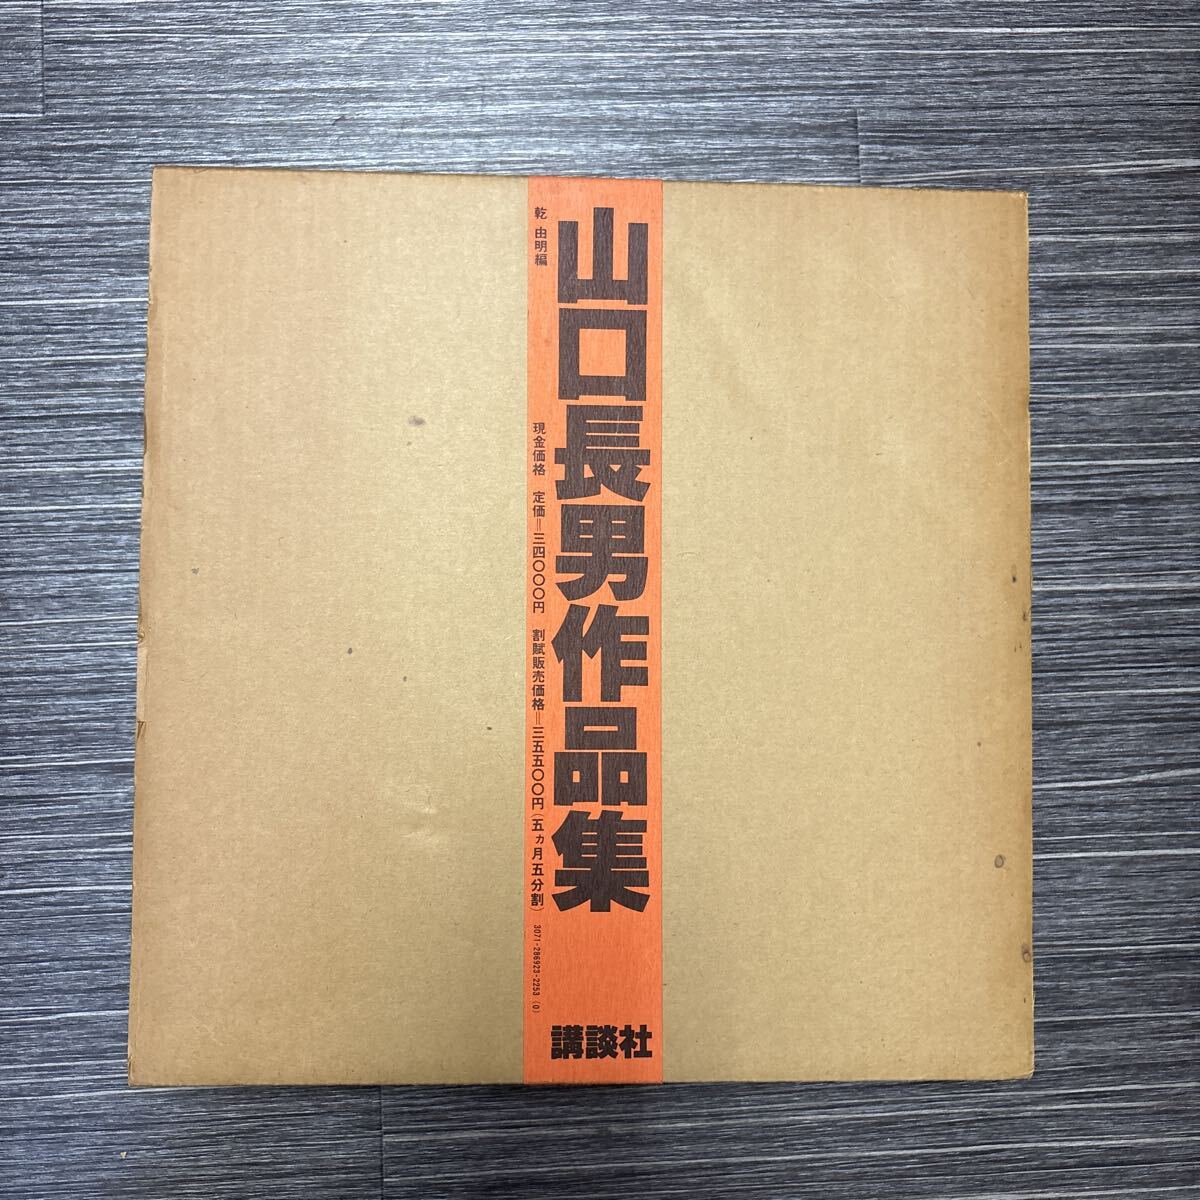 山口長男作品集
乾 由明編
現金価格 定価=三四〇〇〇円 割賦販売価格=三五五〇〇円(五ヵ月五分割)
3071-286923-2253 (0)
講談社